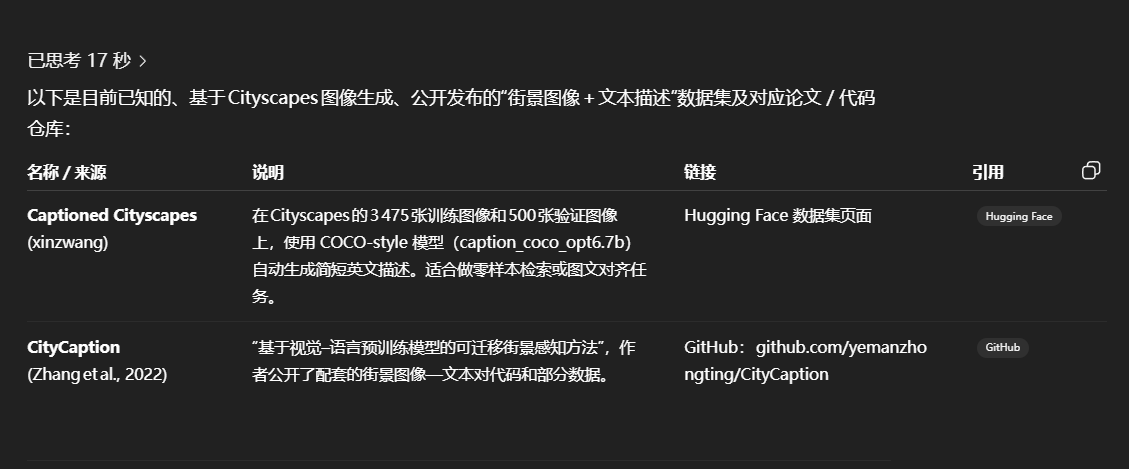 已思考 17 秒
以下是目前已知的、基于 Cityscapes 图像生成、公开发布的“街景图像 + 文本描述”数据集及对应论文 / 代码
仓库：
名称 / 来源 说明 链接 引用
Captioned Cityscapes
(xinzwang)
在 Cityscapes 的 3 475 张训练图像和 500 张验证图像
上，使用 COCO-style 模型（caption_coco_opt6.7b）
自动生成简短英文描述。适合做零样本检索或图文对齐任
务。
Hugging Face 数据集页面
Hugging Face
CityCaption
(Zhang et al., 2022)
“基于视觉–语言预训练模型的可迁移街景感知方法”，作
者公开了配套的街景图像—文本对代码和部分数据。
GitHub：github.com/yemanzho
ngting/CityCaption
GitHub